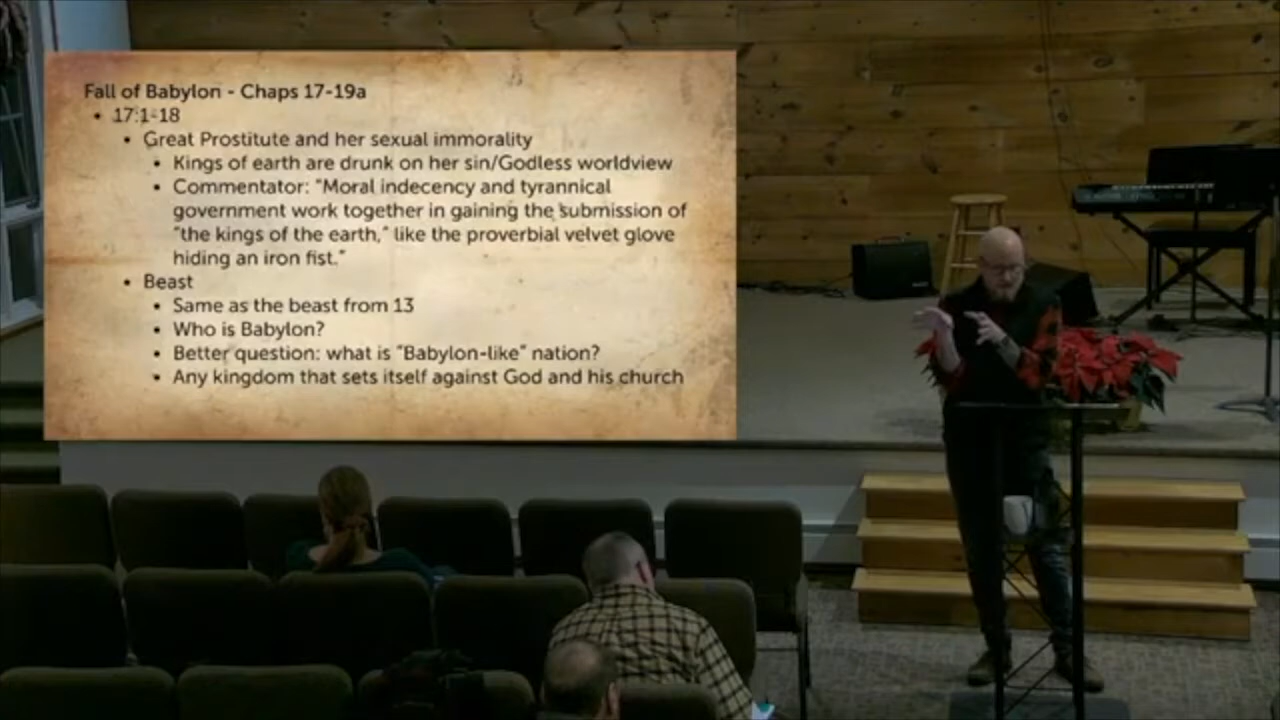 Fall of Babylon - Chaps 17-19a
• 17:1-18
• Great Prostitute and her sexual immorality
• Kings of earth are drunk on her sin/Godless worldview
• Commentator: "Moral indecency and tyrannical
government work together in gaining the submission of
"the kings of the earth," like the proverbial velvet glove
hiding an iron fist."
• Beast
• Same as the beast from 13
• Who is Babylon?
• Better question: what is "Babylon-like" nation?
• Any kingdom that sets itself against God and his church